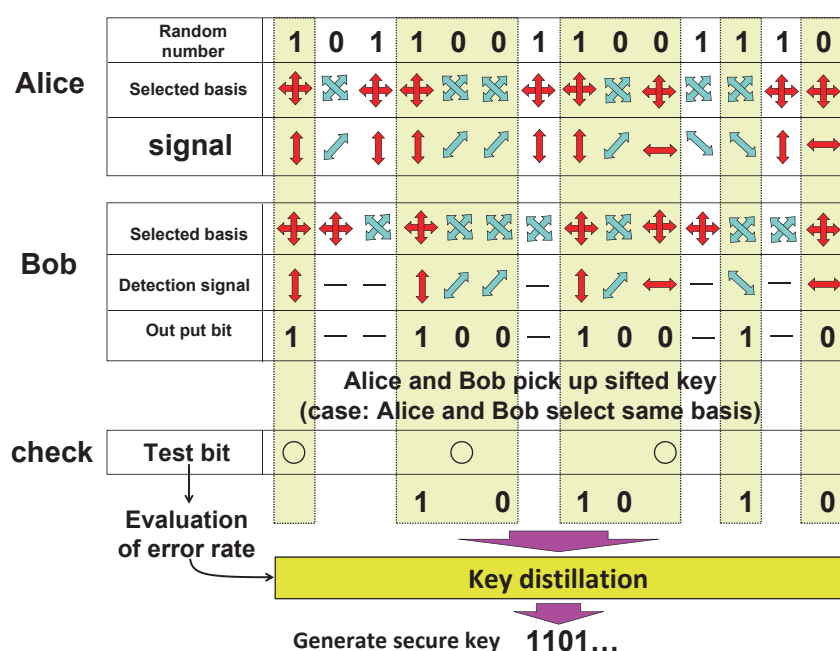 Random
number
1 0 1 1 0 0 1 1 0 0 1 1 1 0
Alice
Selected basis
signal
Selected basis
Bob
Detection signal
— — — — —
Out put bit
1 — — 1 0 0 — 1 0 0 — 1 — 0
Alice and Bob pick up sifted key
(case: Alice and Bob select same basis)
check
Test bit
1 0 1 0 1 0
Evaluation
of error rate
Key distillation
Generate secure key 1101...